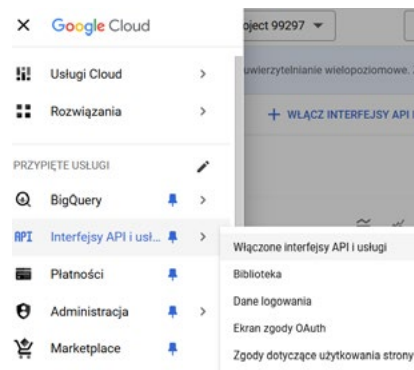 Google Cloud
oject 99297
Usługi Cloud
uwierzytelnianie wielopoziomowe.
Rozwiązania
+ WŁĄCZ INTERFEJSY API I
PRZYPIĘTE USŁUGI
BigQuery
API Interfejsy API i usł...
Włączone interfejsy API i usługi
Płatności
Biblioteka
Dane logowania
Administracja
Ekran zgody OAuth
Marketplace
Zgody dotyczące użytkowania strony